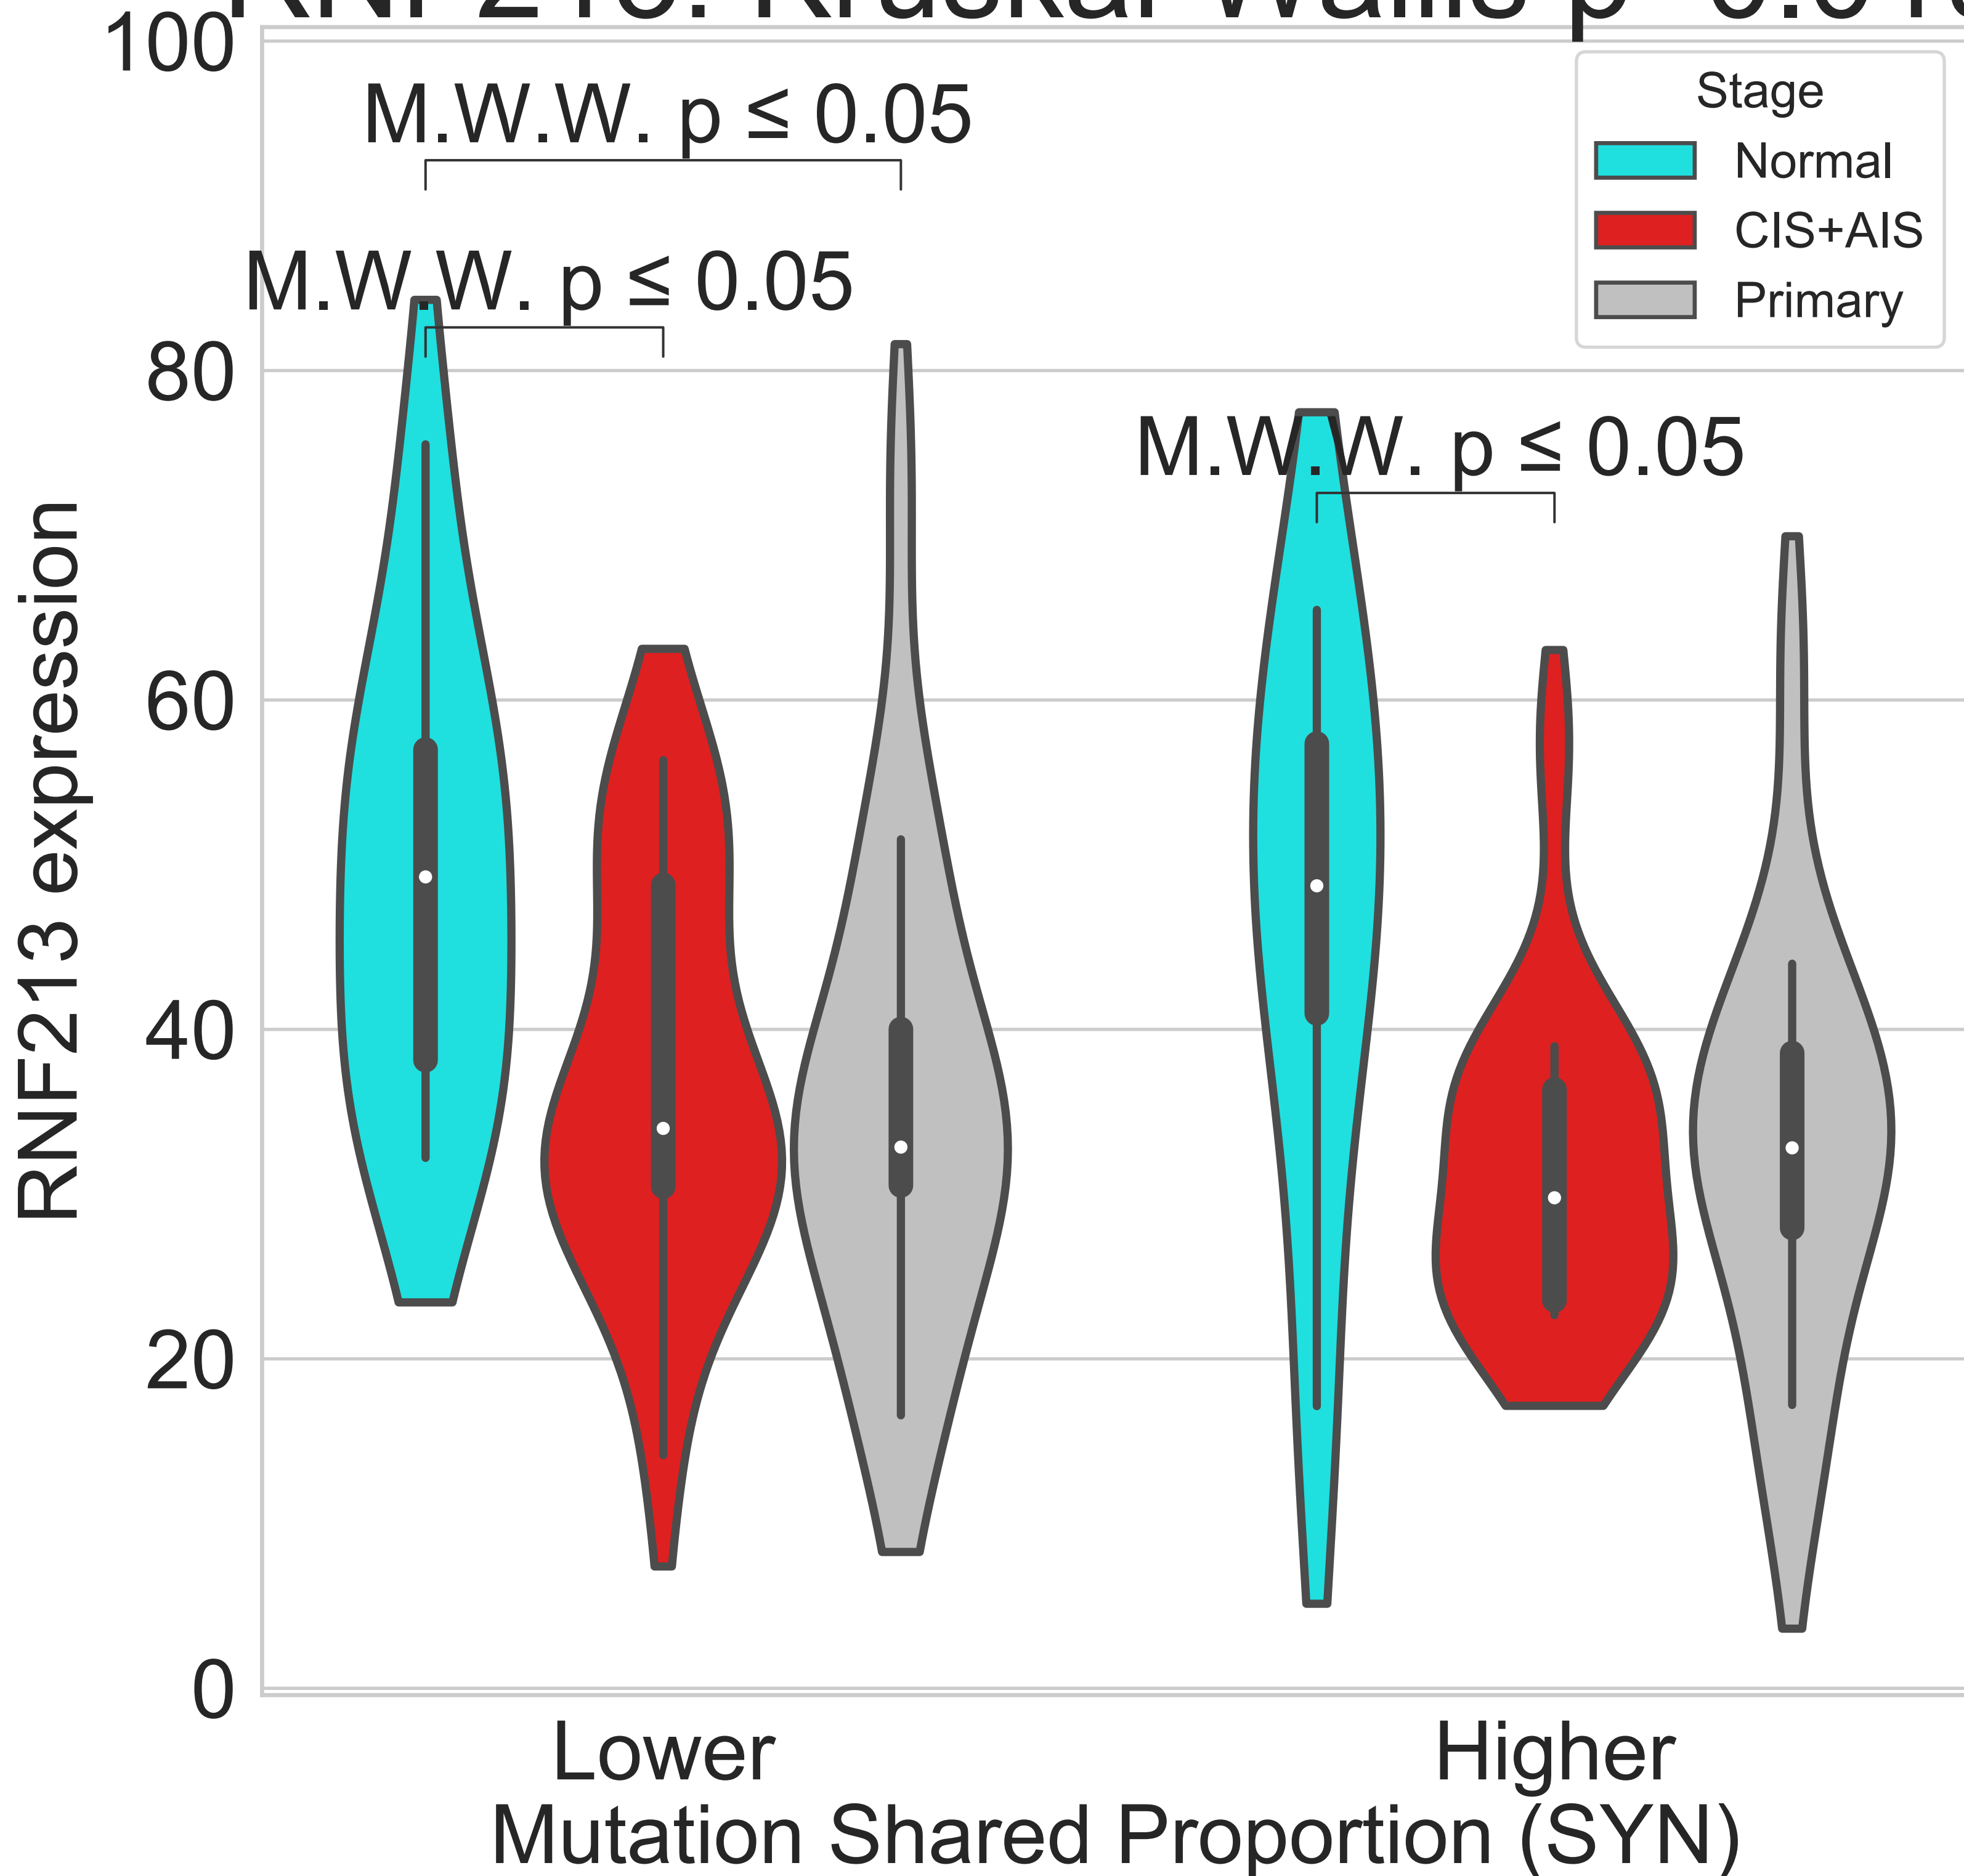 100
M.W.W. p ≤ 0.05
Stage
Normal
CIS+AIS
Primary
M.W.W. p ≤ 0.05
80
M.W.W. p ≤ 0.05
60
RNF213 expression
40
20
0
Lower
Higher
Mutation Shared Proportion (SYN)